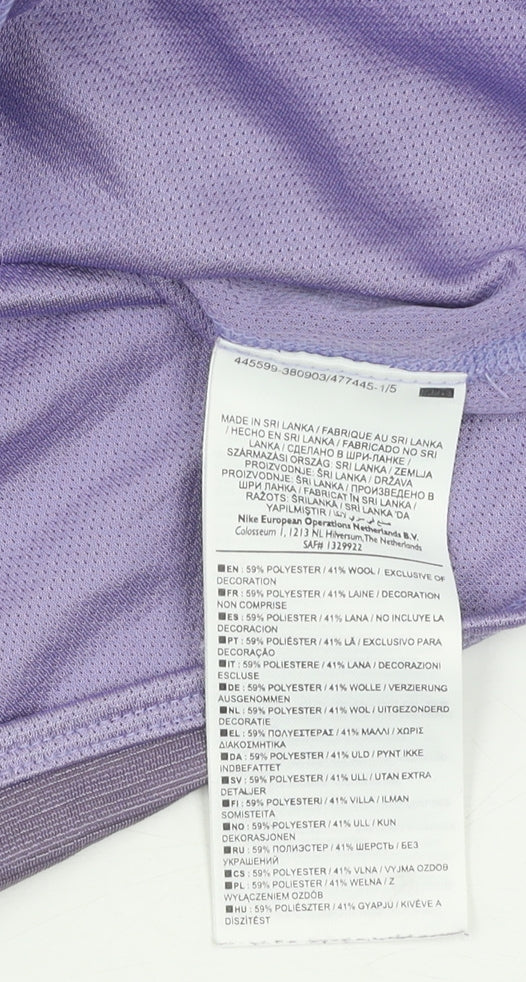 445599-380903/477445-1/5
MADE IN SRI LANKA / FABRIQUE AU SRI LANKA
/ HECHO EN SRI LANKA / FABRICADO NO SRI
LANKA / СДЕЛАНО В ШРИ-ЛАНКЕ /
SZÁRMAZÁSI ORSZÁG: SRI LANKA / ZEMLJA
PROIZVODNJE: ŠRI LANKA / DRŽAVA
PROIZVODNJE: ŠRI LANKA / ПРОИЗВЕДЕНО В
ШРИ ЛАНКА / FABRICAT ÎN SRI LANKA /
RAŽOTS: ŠRILANKĀ / SRI LANKA 'DA
YAPILMIŞTIR / صنع في سري لانكا
Nike European Operations Netherlands B.V.
Colosseum 1, 1213 NL Hilversum, The Netherlands
SAF# 1329922
EN : 59% POLYESTER / 41% WOOL / EXCLUSIVE OF
DECORATION
FR : 59% POLYESTER / 41% LAINE / DECORATION
NON COMPRISE
ES : 59% POLIESTER / 41% LANA / NO INCLUYE LA
DECORACION
PT : 59% POLIÉSTER / 41% LÃ / EXCLUSIVO PARA
DECORAÇÃO
IT : 59% POLIESTERE / 41% LANA / DECORAZIONI
ESCLUSE
DE : 59% POLYESTER / 41% WOLLE / VERZIERUNG
AUSGENOMMEN
NL : 59% POLYESTER / 41% WOL / UITGEZONDERD
DECORATIE
EL : 59% ΠΟΛΥΕΣΤΕΡΑΣ / 41% ΜΑΛΛΙ / ΧΩΡΙΣ
ΔΙΑΚΟΣΜΗΤΙΚΑ
DA : 59% POLYESTER / 41% ULD / PYNT IKKE
INDBEFATTET
SV : 59% POLYESTER / 41% ULL / UTAN EXTRA
DETALJER
FI : 59% POLYESTERI / 41% VILLA / ILMAN
SOMISTEITA
NO : 59% POLYESTER / 41% ULL / KUN
DEKORASJONEN
RU : 59% ПОЛИЭСТЕР / 41% ШЕРСТЬ / БЕЗ
УКРАШЕНИЙ
CS : 59% POLYESTER / 41% VLNA / VYJMA OZDOB
PL : 59% POLIESTER / 41% WEŁNA / Z
WYŁĄCZENIEM OZDÓB
HU : 59% POLIÉSZTER / 41% GYAPJU / KIVÉVE A
DÍSZÍTÉST